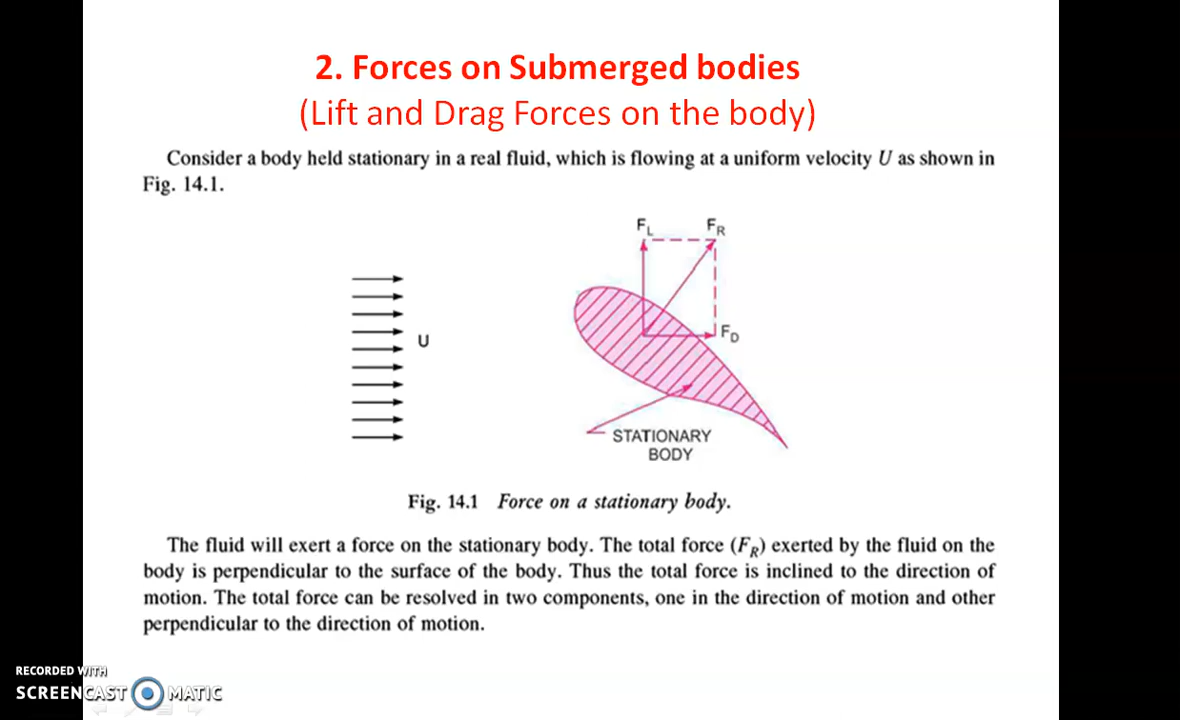 2. Forces on Submerged bodies
(Lift and Drag Forces on the body)
Consider a body held stationary in a real fluid, which is flowing at a uniform velocity U as shown in
Fig. 14.1.
FL FR
U
FD
STATIONARY
BODY
Fig. 14.1 Force on a stationary body.
The fluid will exert a force on the stationary body. The total force (FR) exerted by the fluid on the
body is perpendicular to the surface of the body. Thus the total force is inclined to the direction of
motion. The total force can be resolved in two components, one in the direction of motion and other
perpendicular to the direction of motion.
RECORDED WITH
SCREENCAST MATIC